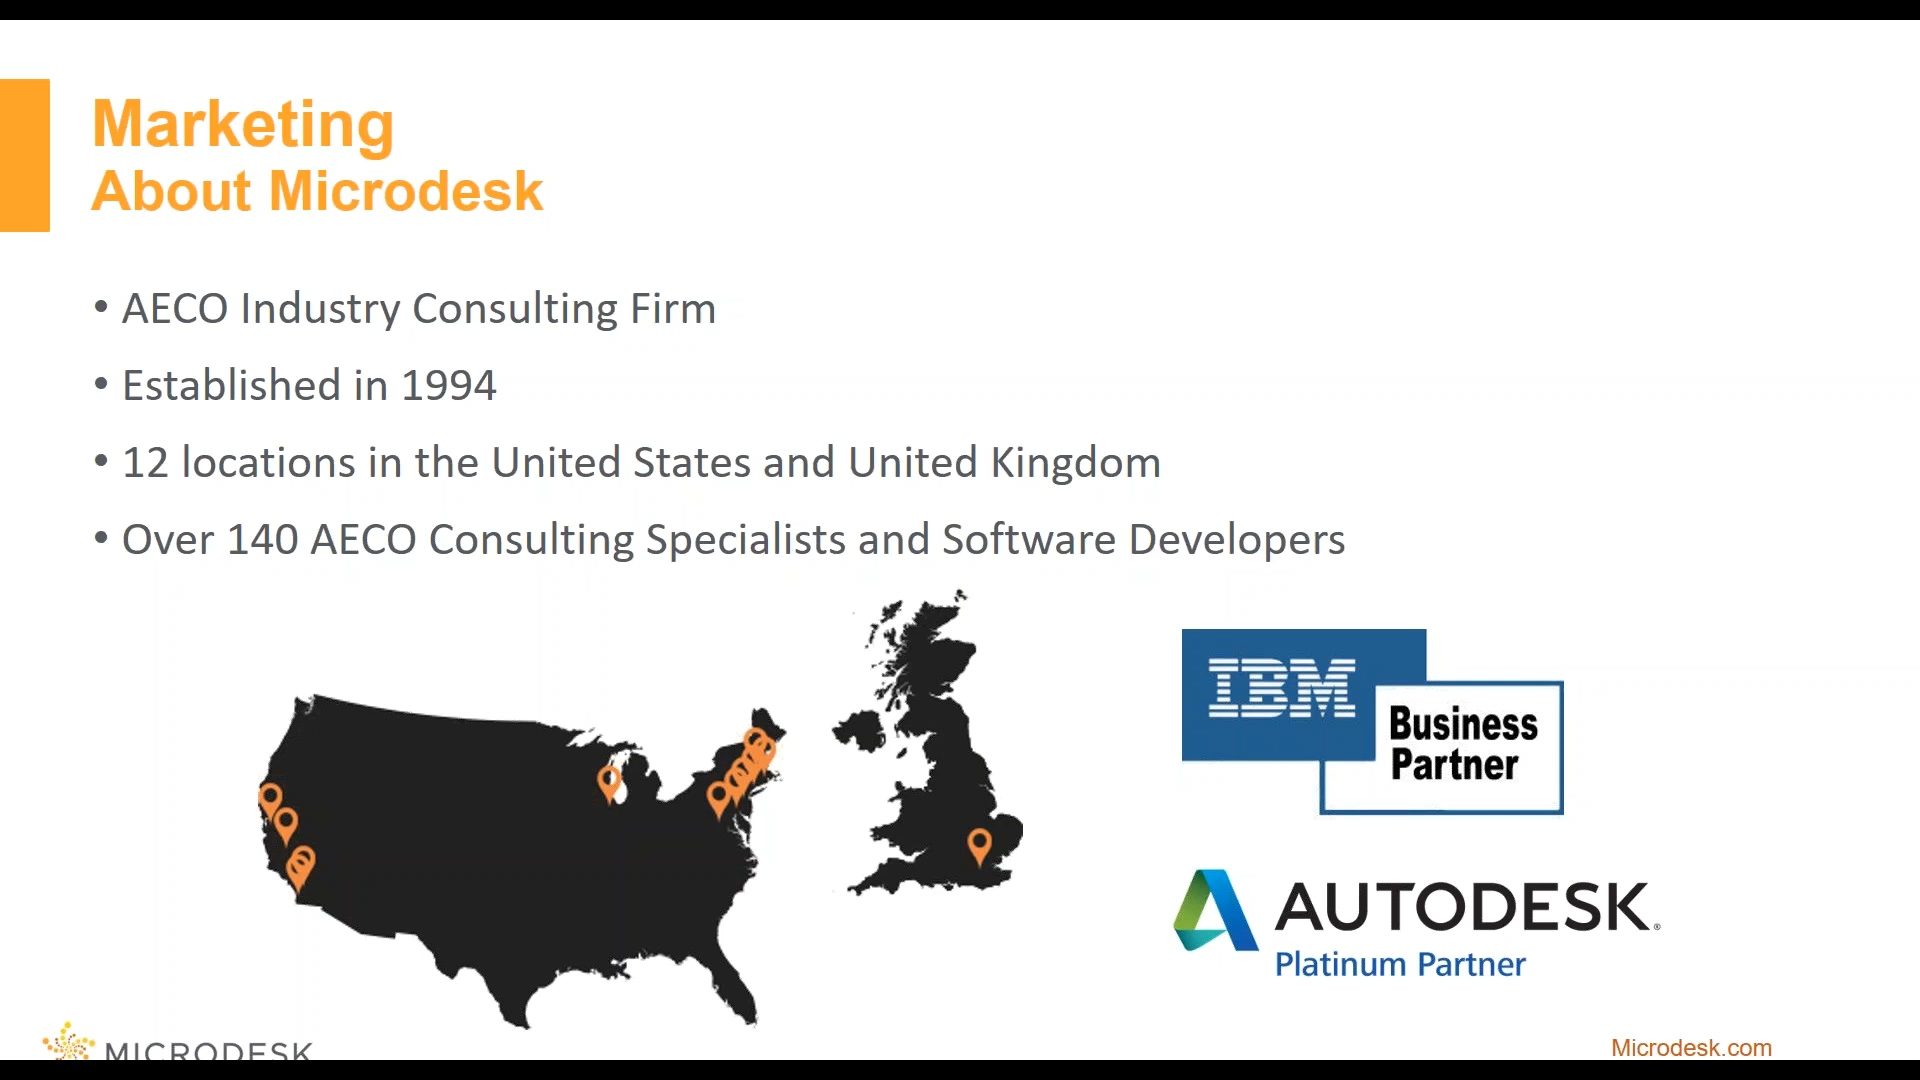 Marketing
About Microdesk
• AECO Industry Consulting Firm
• Established in 1994
• 12 locations in the United States and United Kingdom
• Over 140 AECO Consulting Specialists and Software Developers
IBM
Business
Partner
AUTODESK®
Platinum Partner
MICRODESK
Microdesk.com